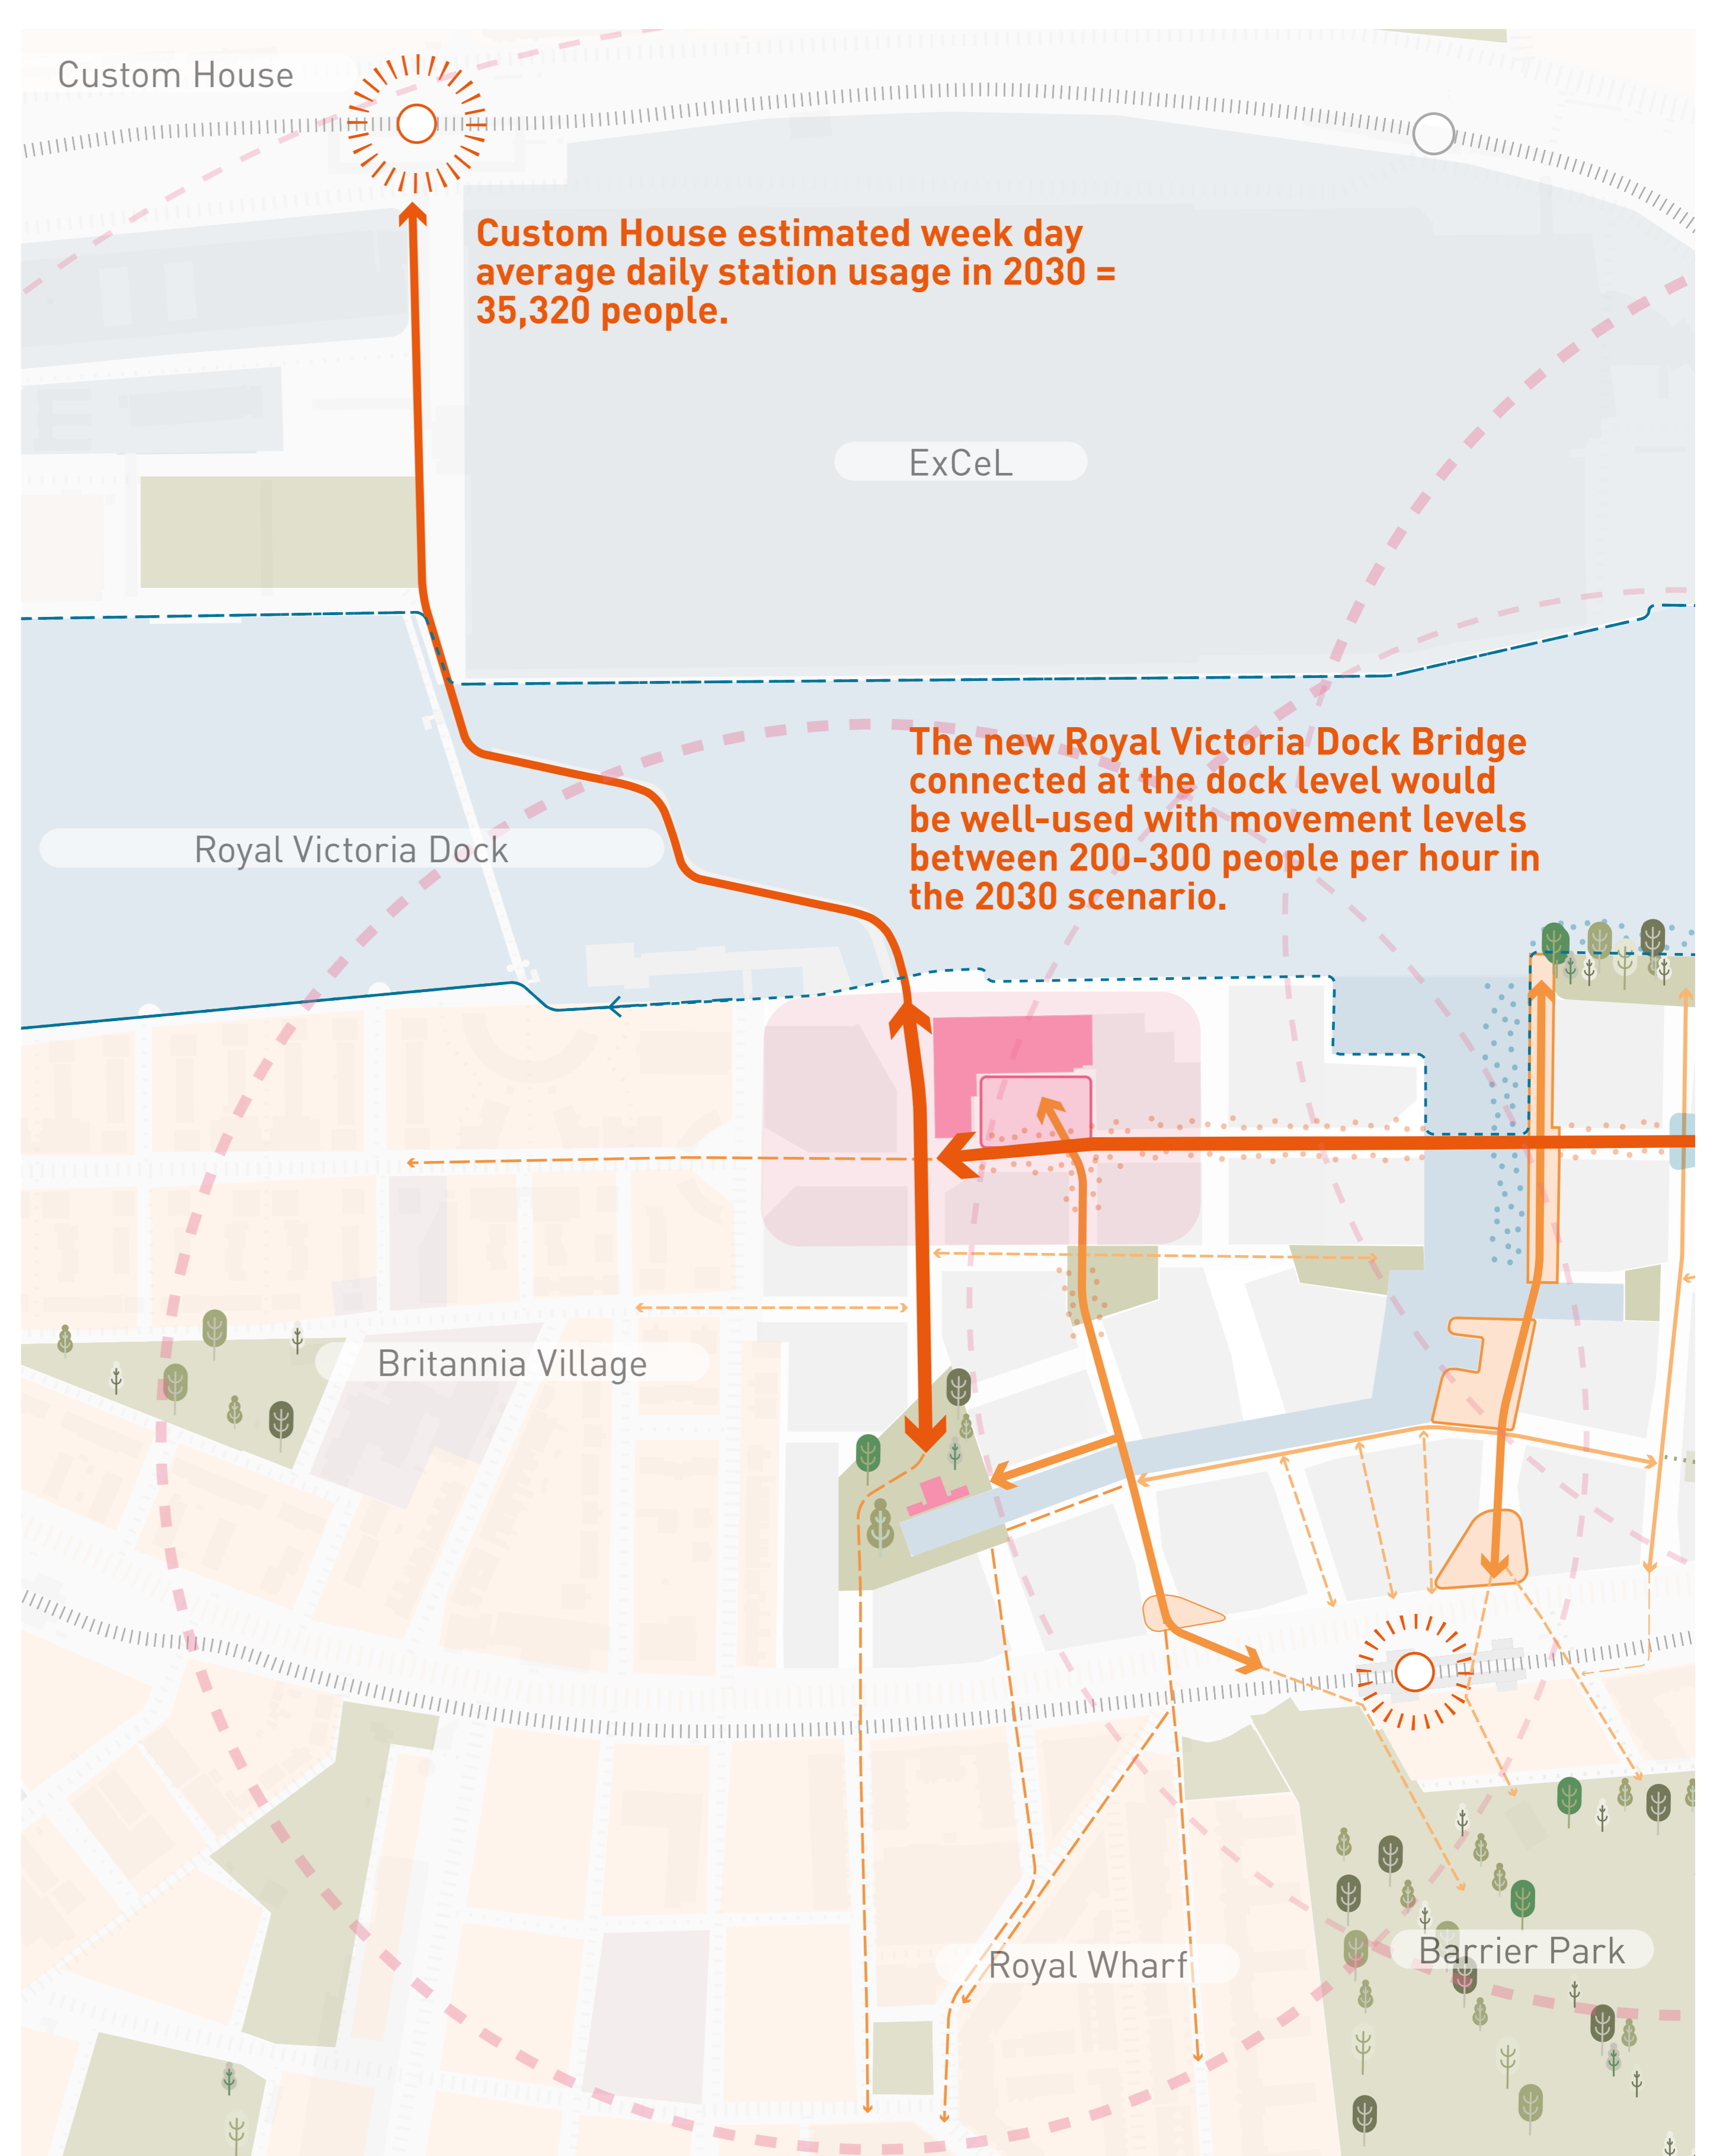 Custom House
Custom House estimated week day
average daily station usage in 2030 =
35,320 people.
ExCeL
The new Royal Victoria Dock Bridge
connected at the dock level would
be well-used with movement levels
between 200-300 people per hour in
the 2030 scenario.
Royal Victoria Dock
Britannia Village
Royal Wharf
Barrier Park